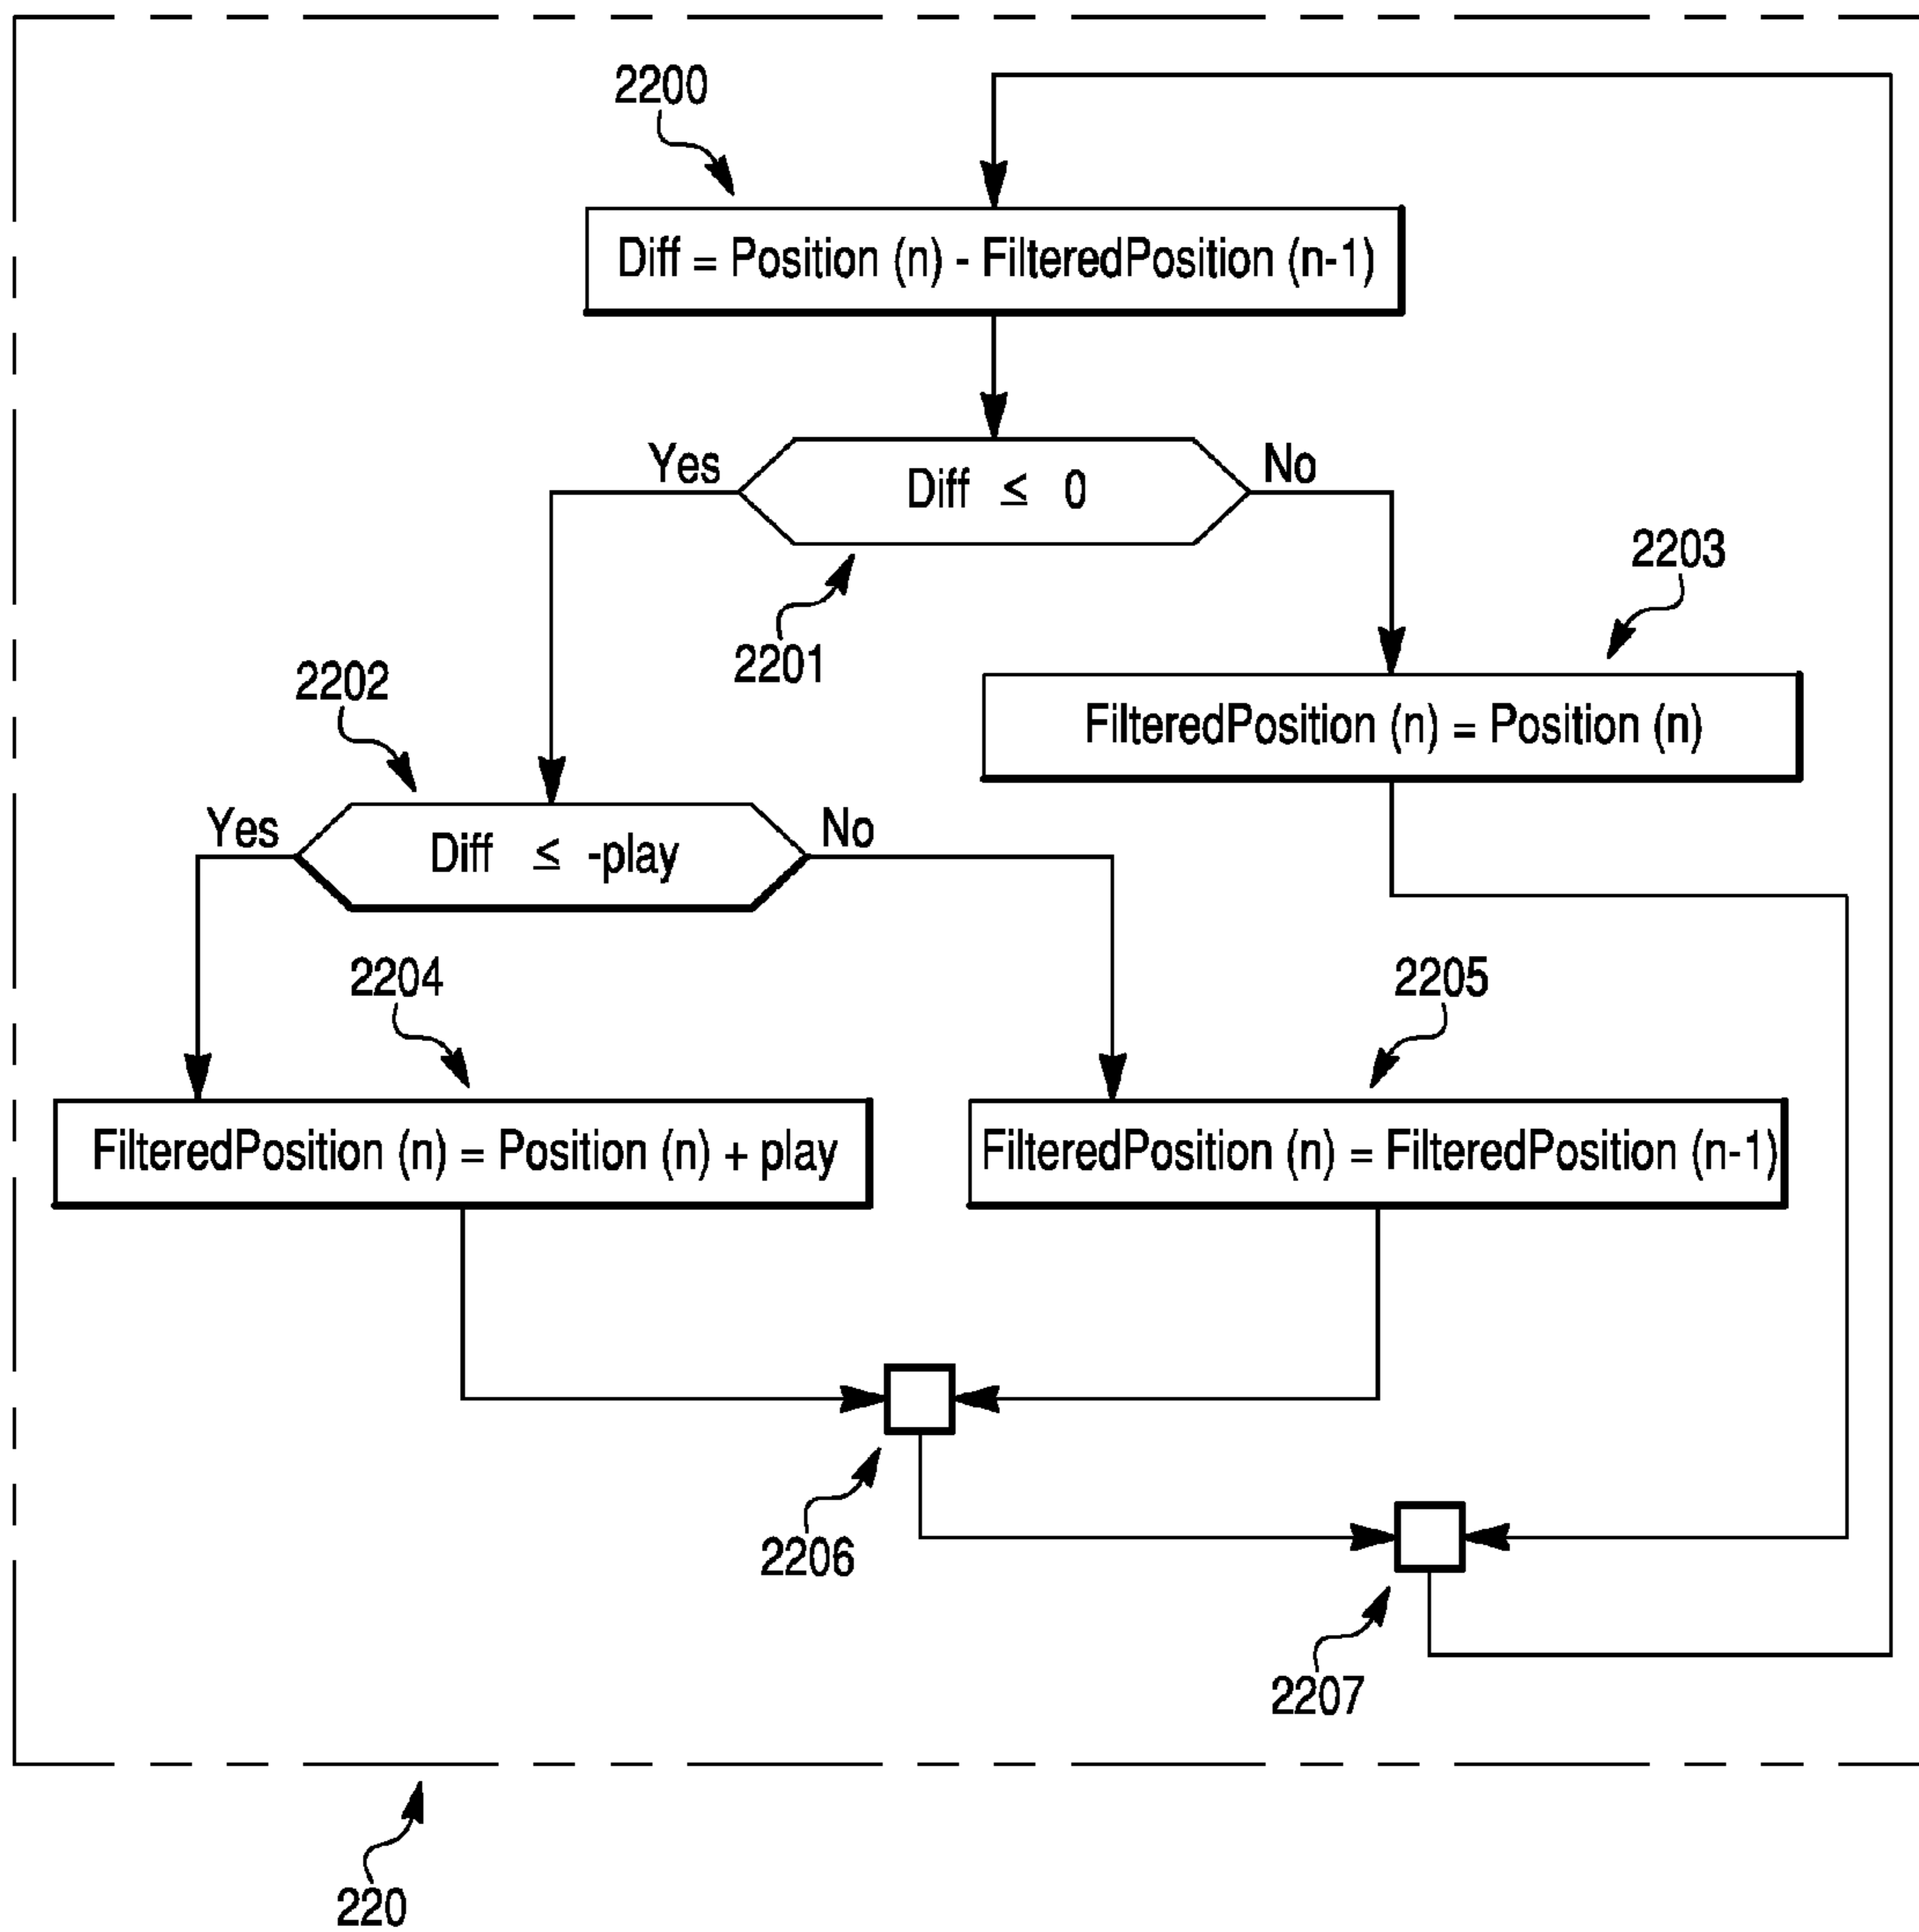 2200
Diff = Position (n) - FilteredPosition (n-1)
Yes
No
Diff ≤ 0
2203
2201
2202
FilteredPosition (n) = Position (n)
Yes
No
Diff ≤ -play
2204
2205
FilteredPosition (n) = Position (n) + play
FilteredPosition (n) = FilteredPosition (n-1)
2206
2207
220